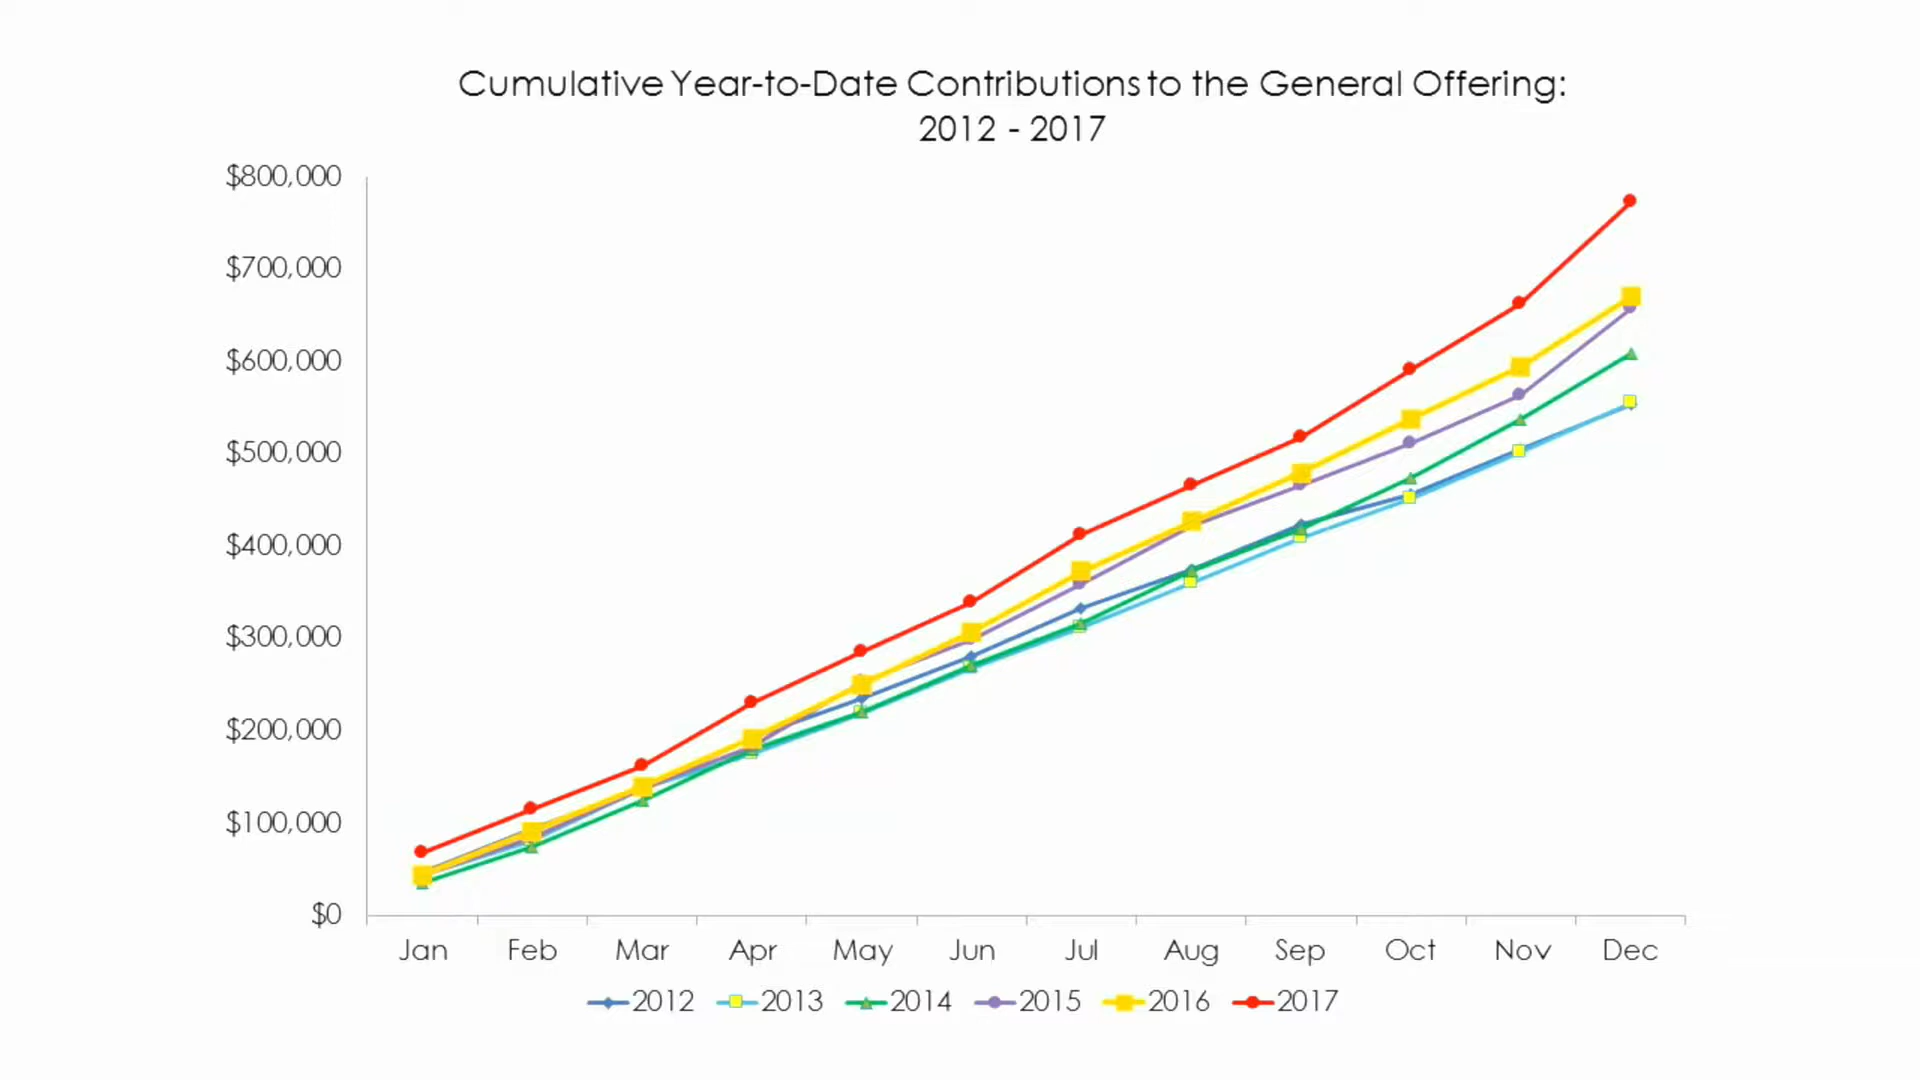 Cumulative Year-to-Date Contributions to the General Offering:
2012 - 2017
$800,000
$700,000
$600,000
$500,000
$400,000
$300,000
$200,000
$100,000
$0
Jan Feb Mar Apr May Jun Jul Aug Sep Oct Nov Dec
2012 2013 2014 2015 2016 2017